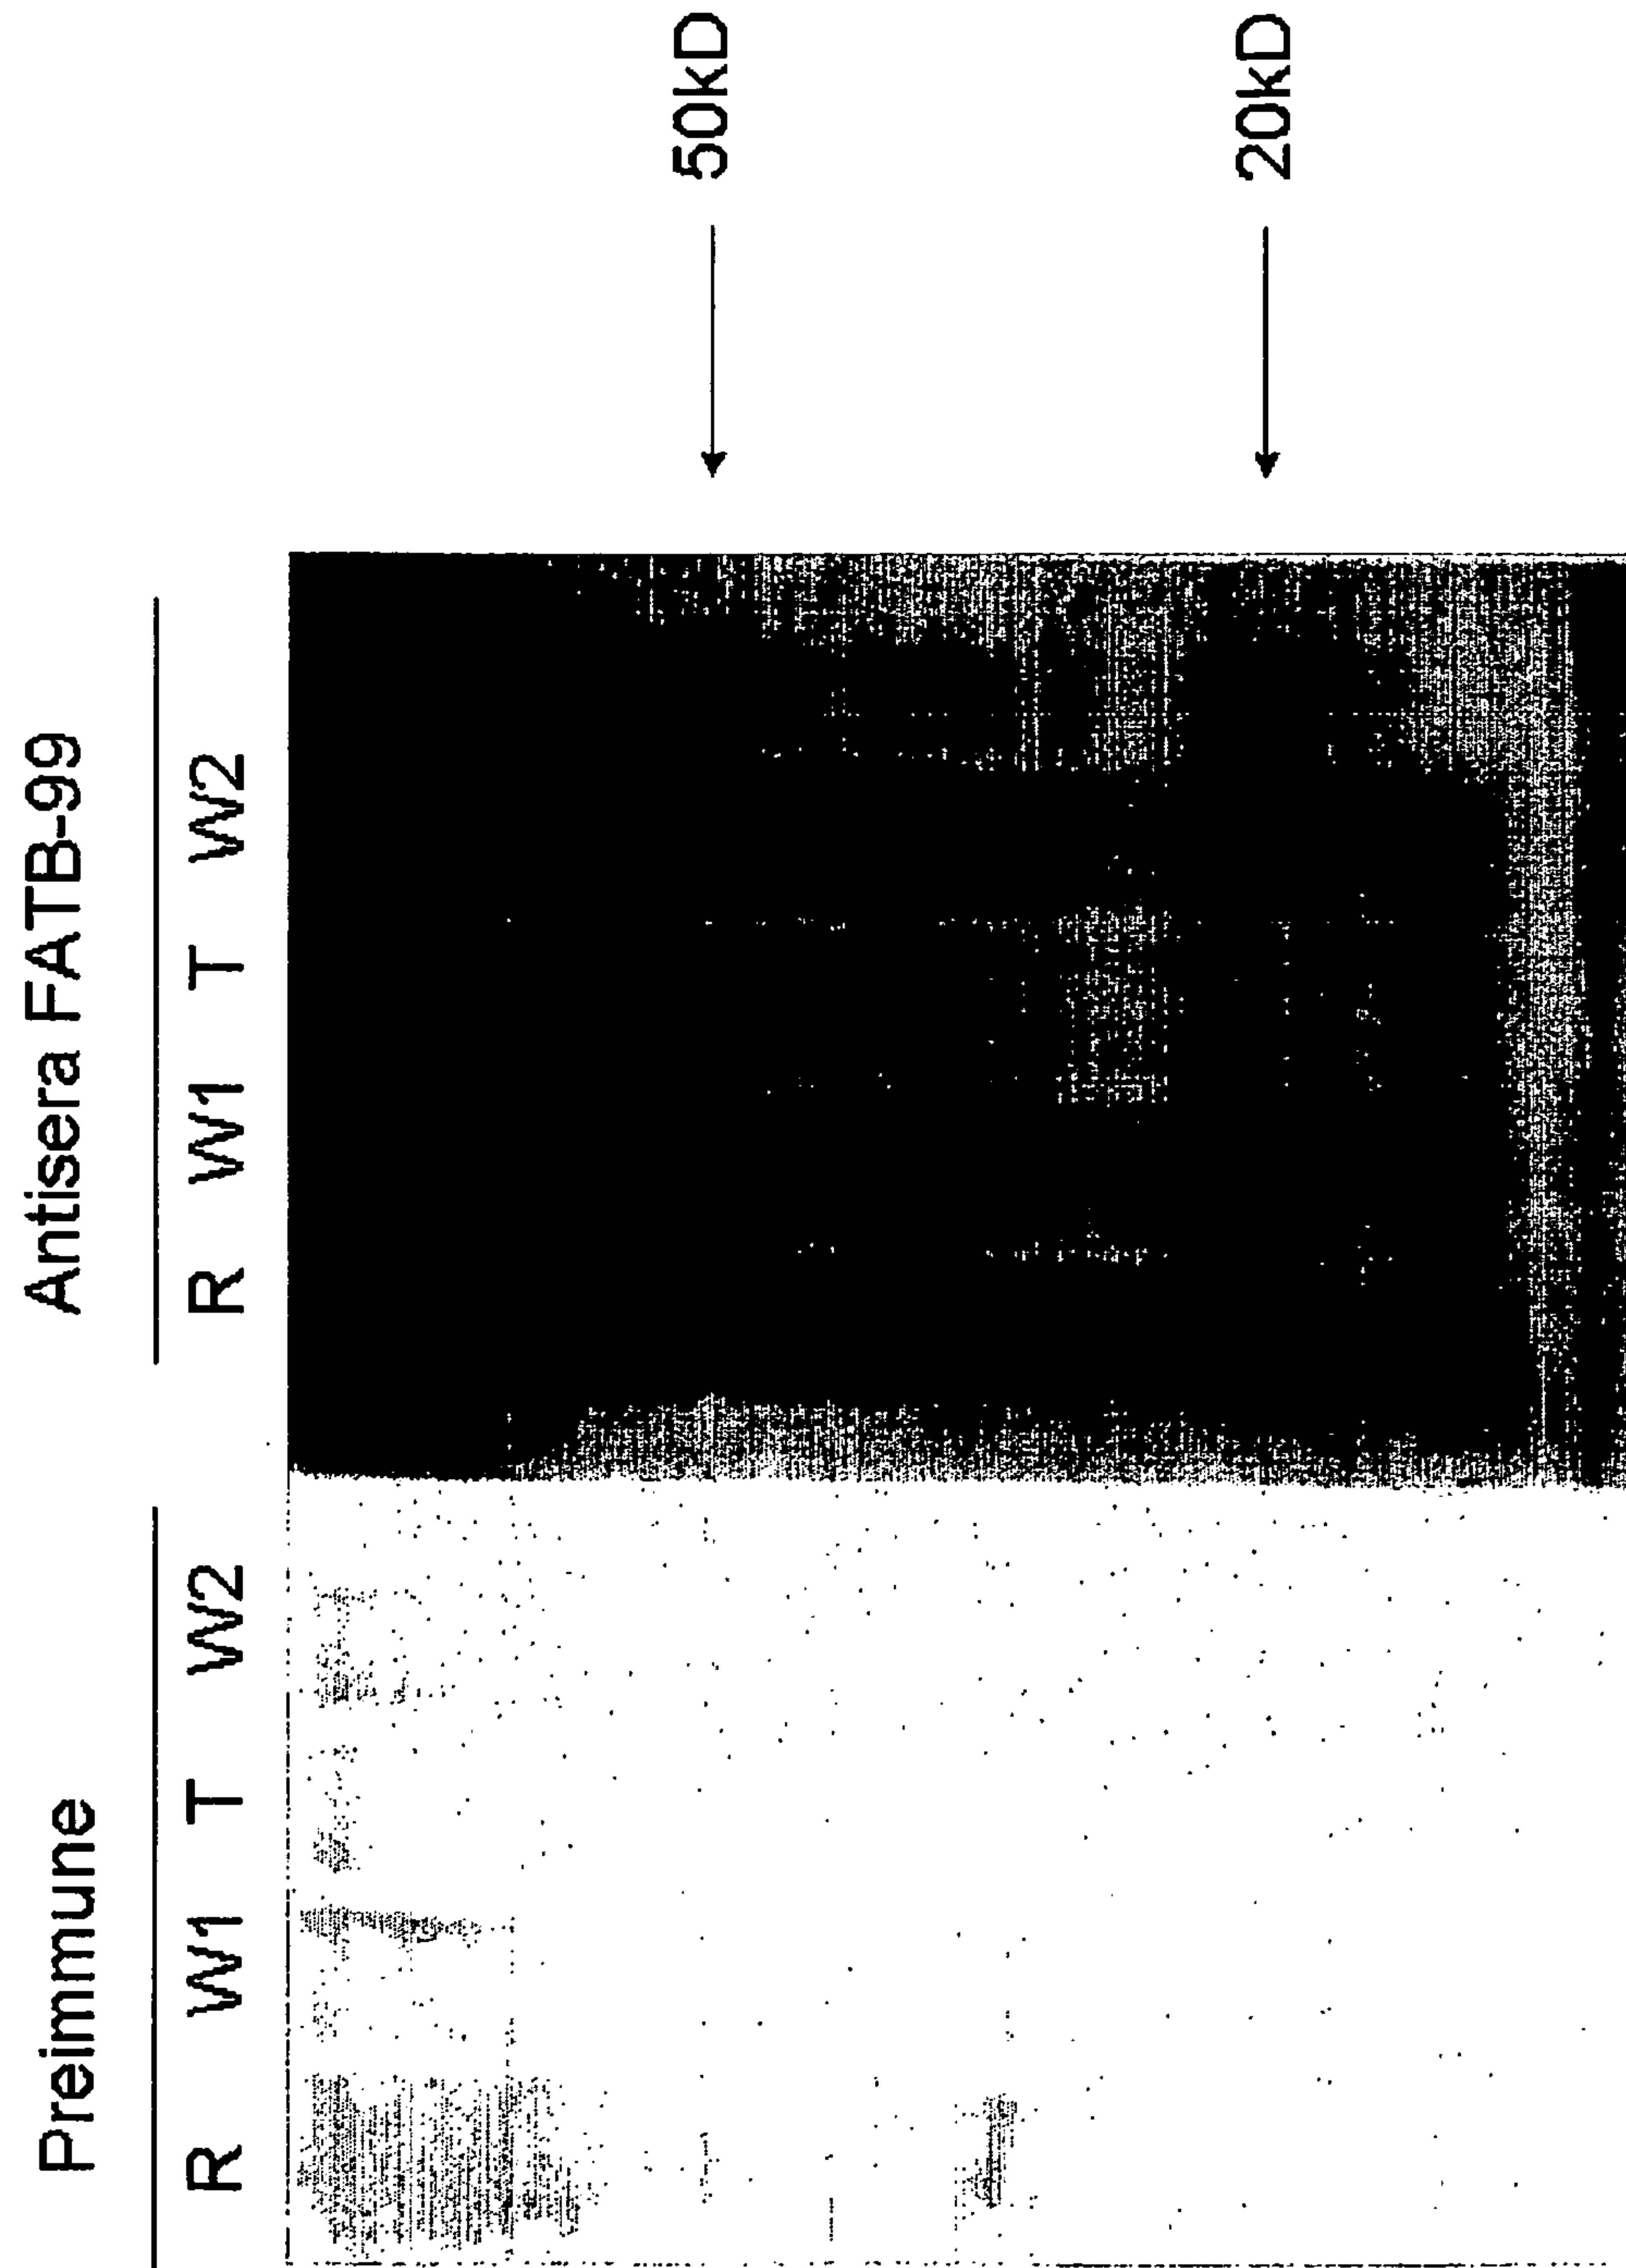 Preimmune
Antisera FATB-99
R W1 T W2
R W1 T W2
50kD
20kD